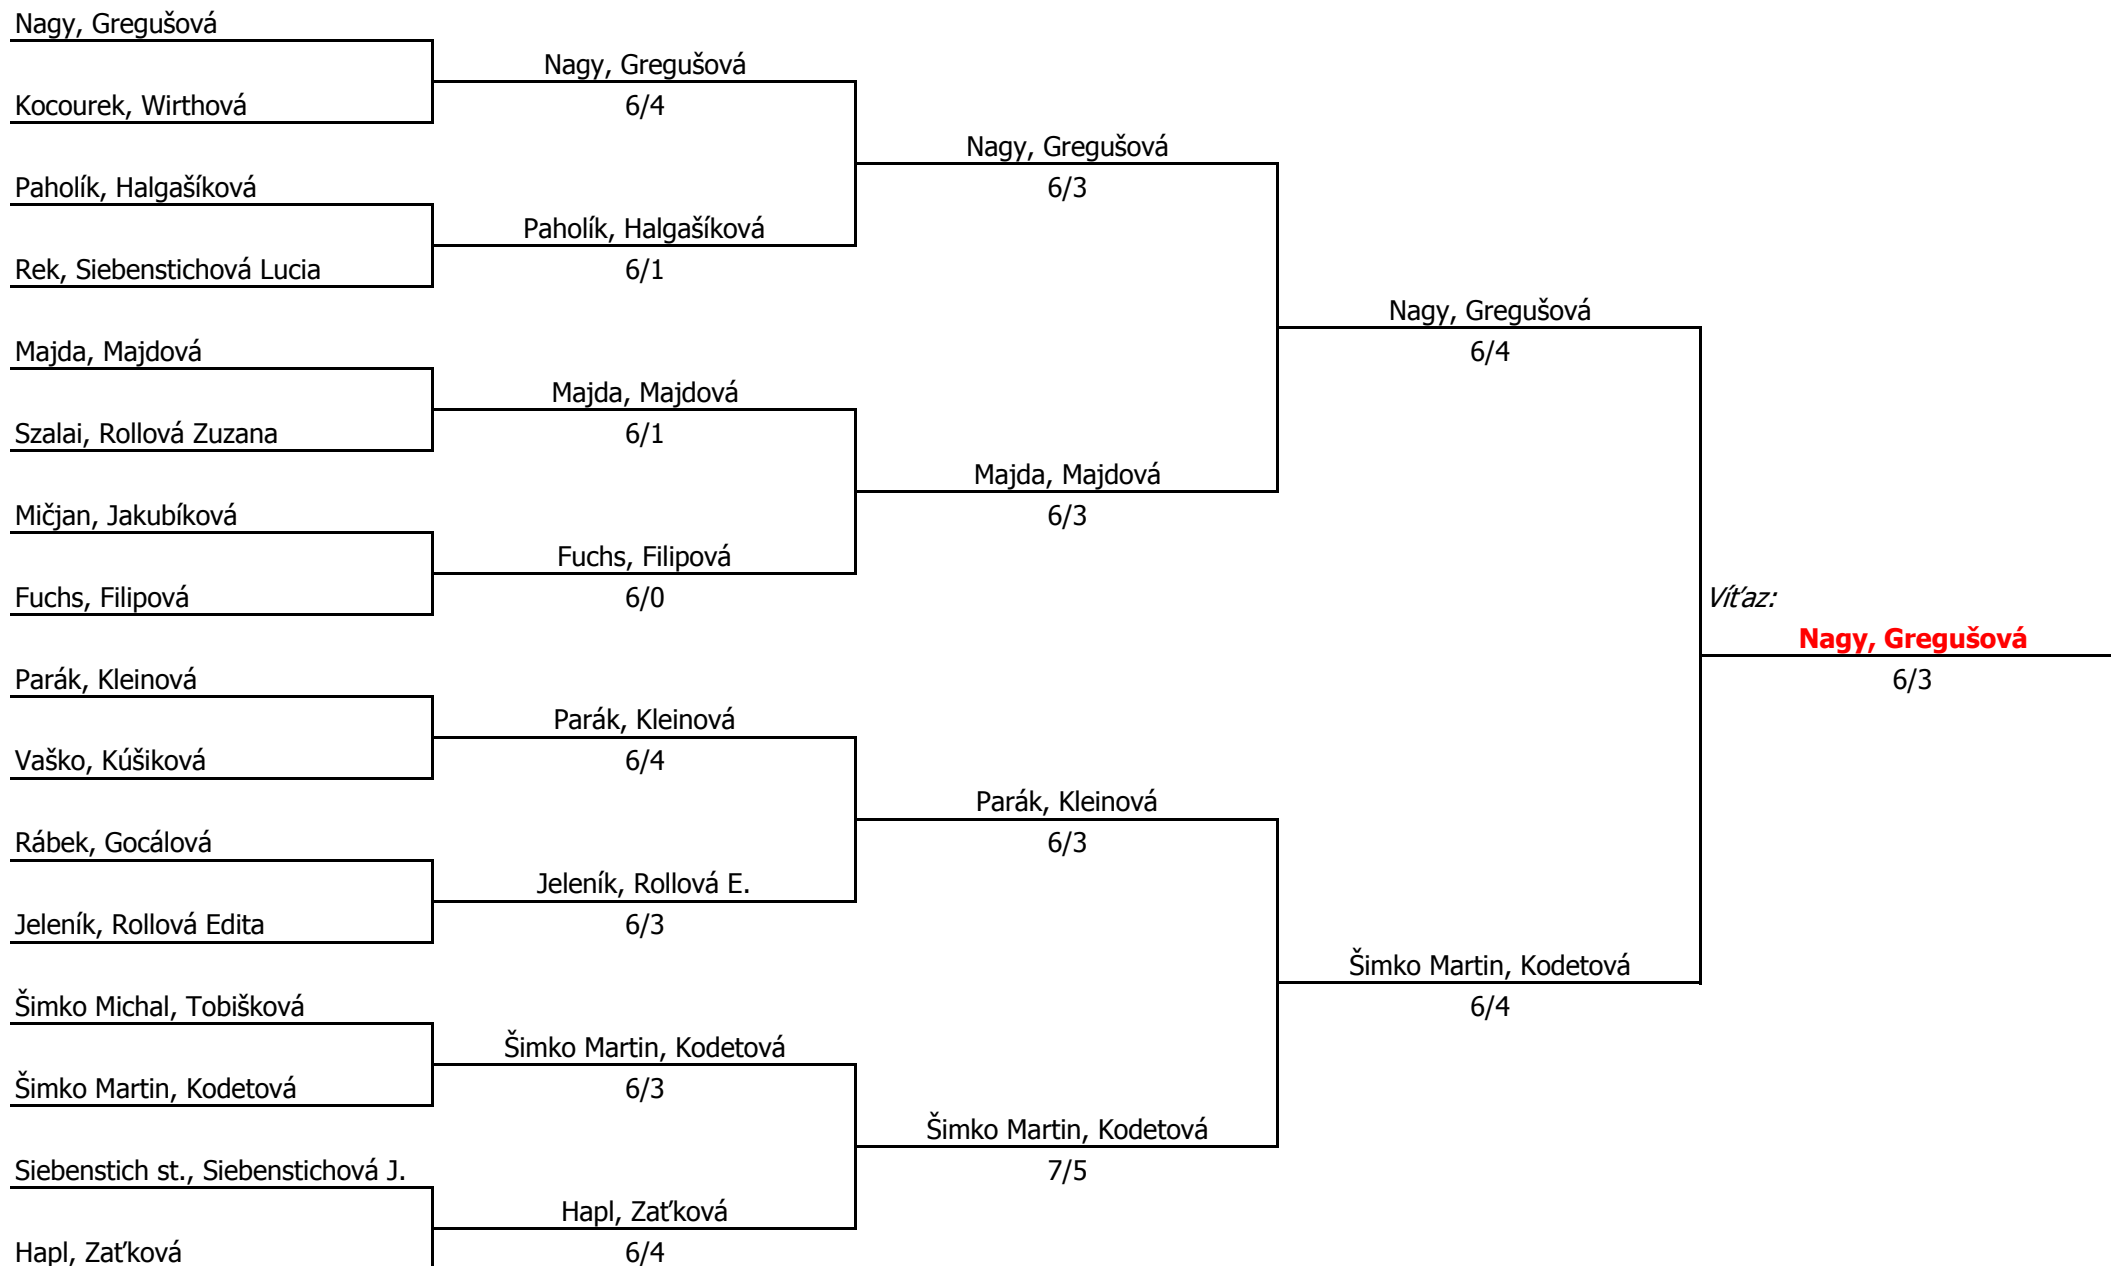 Nagy, Gregušová
Nagy, Gregušová
Kocourek, Wirthová
6/4
Nagy, Gregušová
Paholík, Halgašíková
6/3
Paholík, Halgašíková
Rek, Siebenstichová Lucia
6/1
Nagy, Gregušová
Majda, Majdová
6/4
Majda, Majdová
Szalai, Rollová Zuzana
6/1
Majda, Majdová
Mičjan, Jakubíková
6/3
Fuchs, Filipová
Fuchs, Filipová
6/0
Víťaz:
Nagy, Gregušová
Parák, Kleinová
6/3
Parák, Kleinová
Vaško, Kúšiková
6/4
Parák, Kleinová
Rábek, Gocálová
6/3
Jeleník, Rollová E.
Jeleník, Rollová Edita
6/3
Šimko Martin, Kodetová
Šimko Michal, Tobišková
6/4
Šimko Martin, Kodetová
Šimko Martin, Kodetová
6/3
Šimko Martin, Kodetová
Siebenstich st., Siebenstichová J.
7/5
Hapl, Zaťková
Hapl, Zaťková
6/4